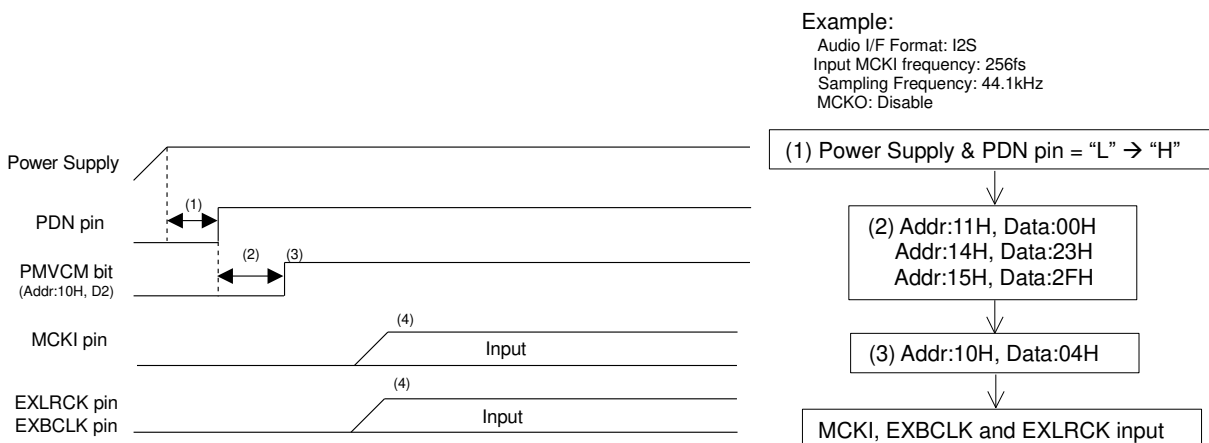 Example:
Audio I/F Format: I2S
Input MCKI frequency: 256fs
Sampling Frequency: 44.1kHz
MCKO: Disable
Power Supply
(1)
PDN pin
(2)
(3)
PMVCM bit
(Addr:10H, D2)
(4)
MCKI pin
Input
(4)
EXLRCK pin
EXBCLK pin
Input
(1) Power Supply & PDN pin = “L” → “H”
(2) Addr:11H, Data:00H
Addr:14H, Data:23H
Addr:15H, Data:2FH
(3) Addr:10H, Data:04H
MCKI, EXBCLK and EXLRCK input